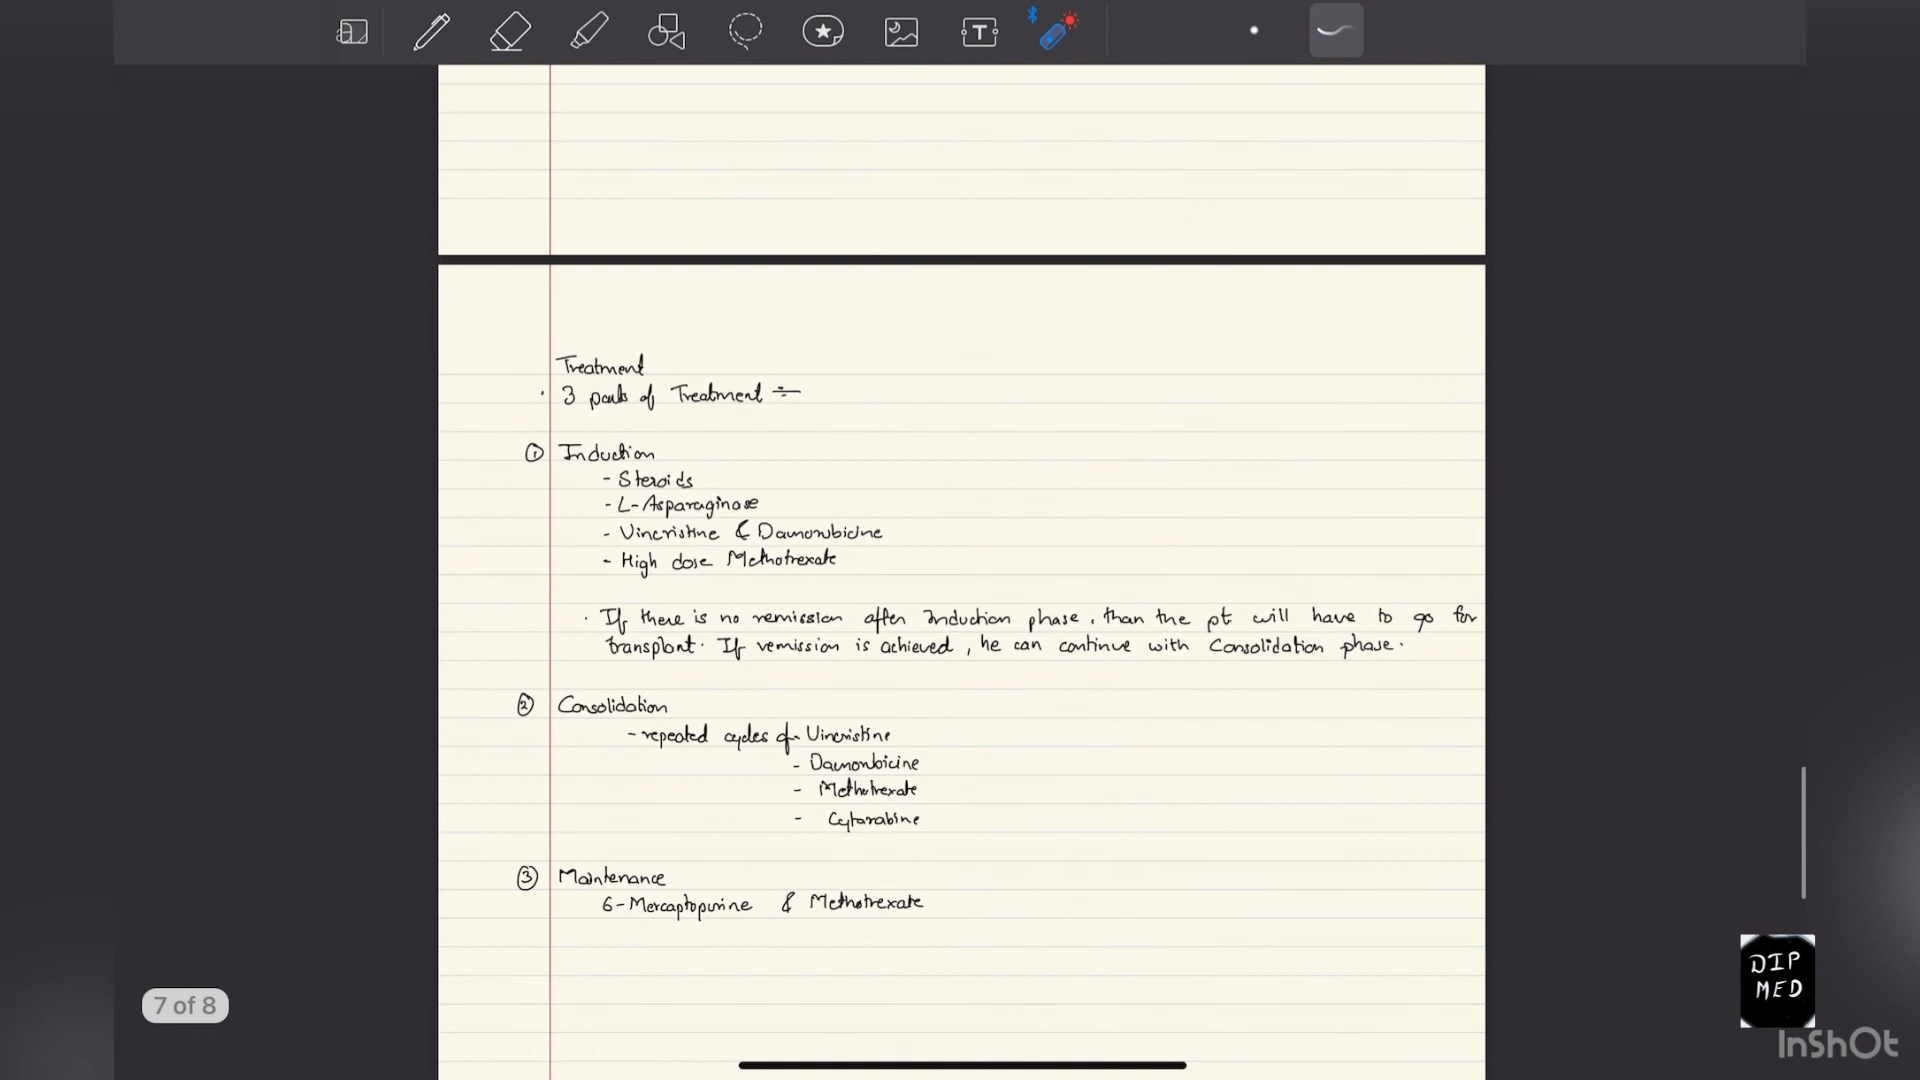 T
Treatment
3 parts of Treatment ÷
① Induction
- Steroids
- L-Asparaginase
- Vincristine & Daunorubicine
- High dose Methotrexate
· If there is no remission after induction phase, than the pt will have to go for
transplant. If remission is achieved, he can continue with Consolidation phase.
② Consolidation
- repeated cycles of - Vincristine
- Daunorubicine
- Methotrexate
- Cytarabine
③ Maintenance
6-Mercaptopurine & Methotrexate
7 of 8
DIP
MED
InShOt